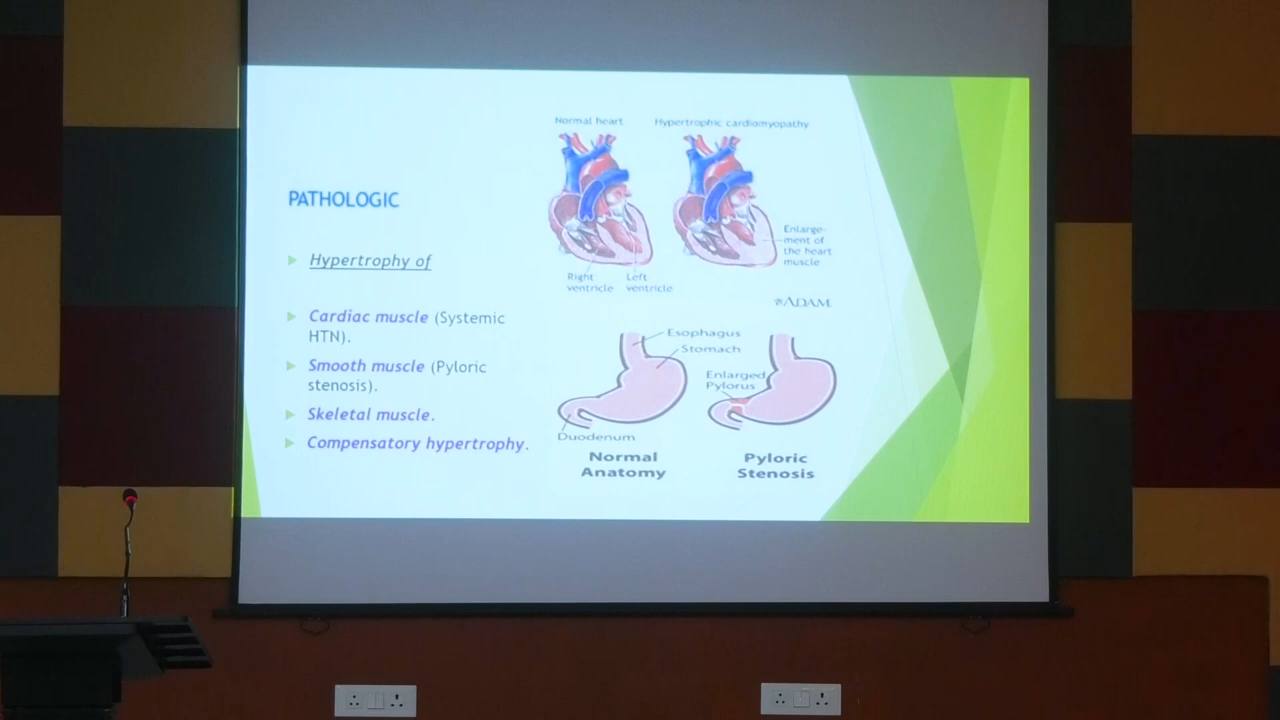 PATHOLOGIC
Hypertrophy of
Cardiac muscle (Systemic
HTN).
Smooth muscle (Pyloric
stenosis).
Skeletal muscle.
Compensatory hypertrophy.
Normal heart
Hypertrophic cardiomyopathy
Enlarge-
ment of
the heart
muscle
Right
ventricle
Left
ventricle
ADAM
Esophagus
Stomach
Duodenum
Normal
Anatomy
Enlarged
Pylorus
Pyloric
Stenosis